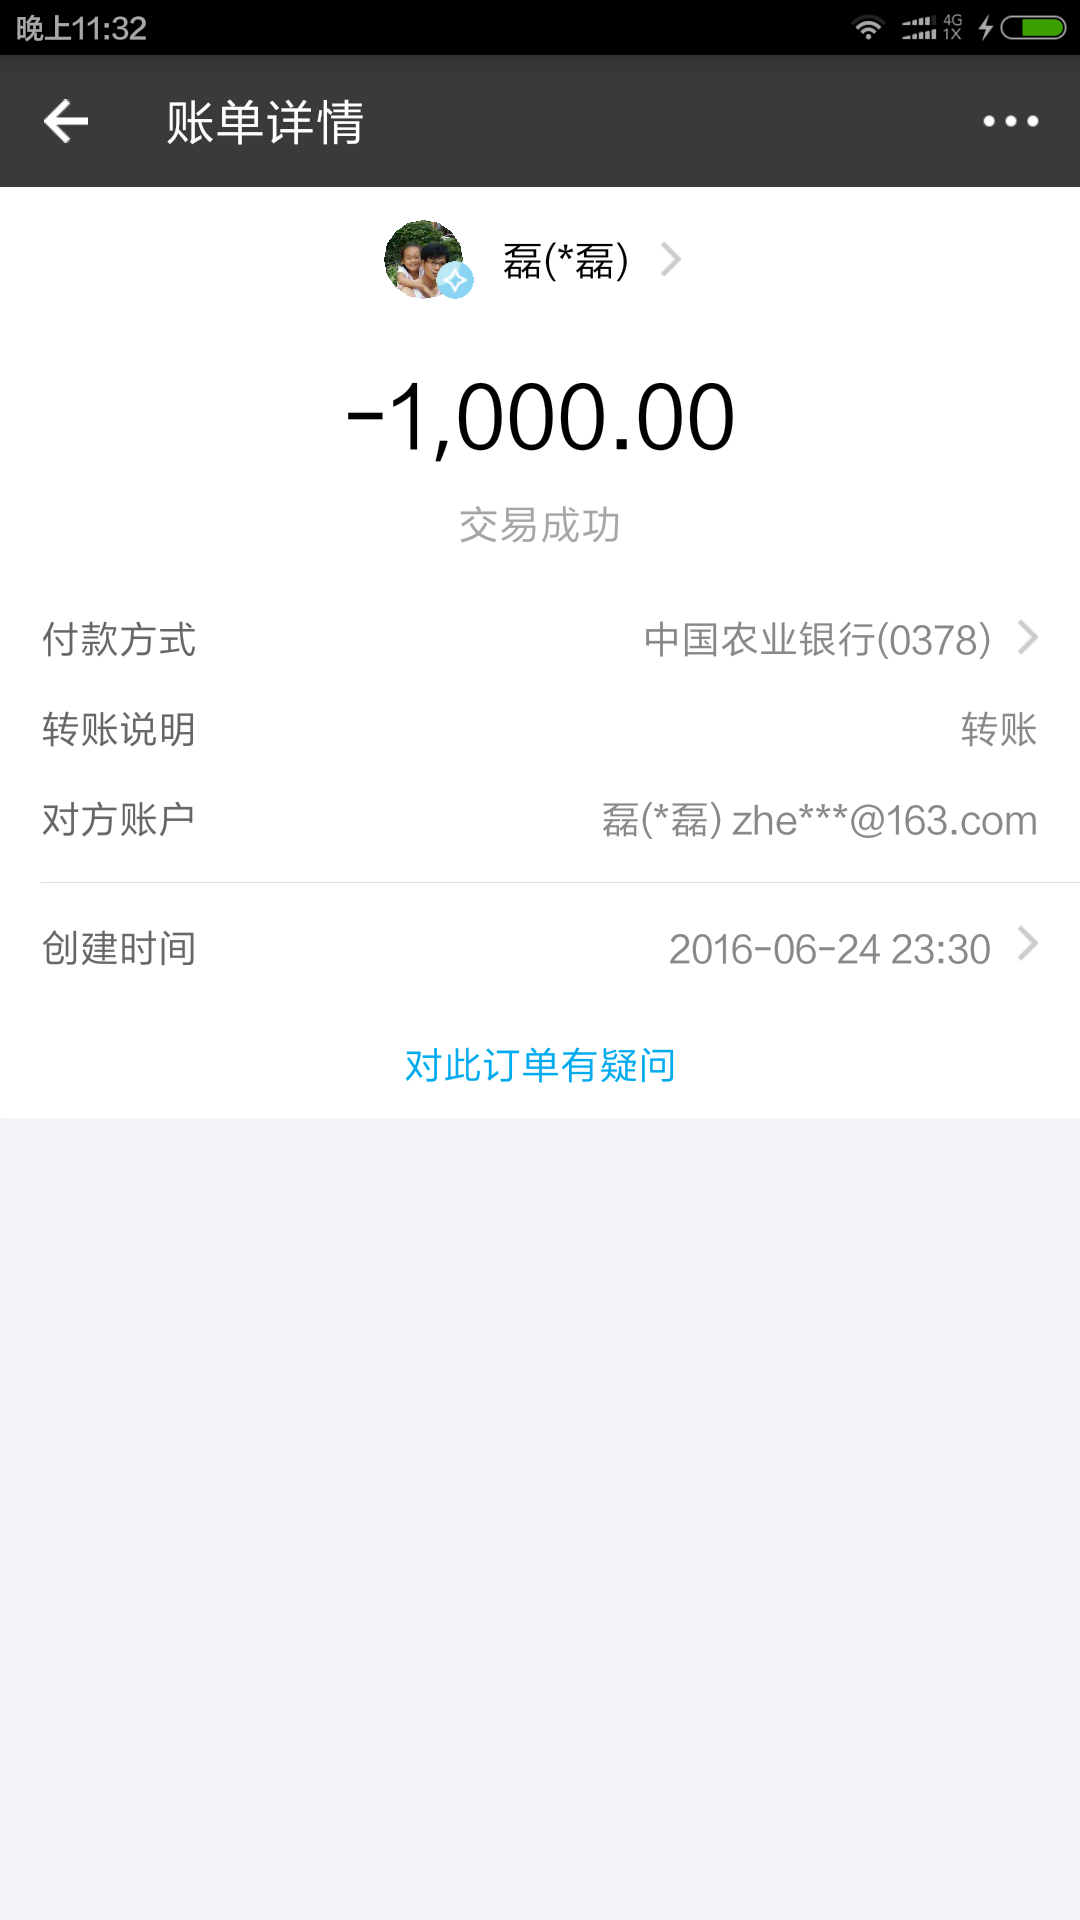 晚上11:32
4G
1X
账单详情
磊(*磊)
-1,000.00
交易成功
付款方式 中国农业银行(0378)
转账说明 转账
对方账户 磊(*磊) zhe***@163.com
创建时间 2016-06-24 23:30
对此订单有疑问